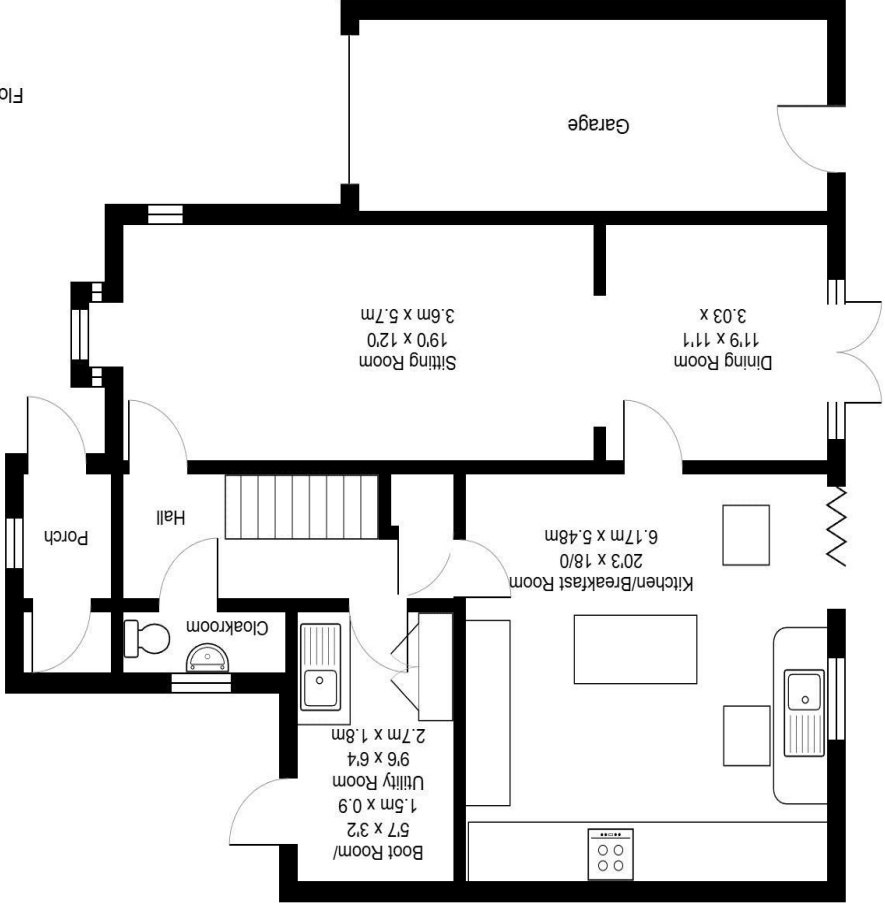 Boot Room/
5'7 x 3'2
1.5m x 0.9
Utility Room
9'6 x 6'4
2.7m x 1.8m
Cloakroom
Kitchen/Breakfast Room
20'3 x 18/0
6.17m x 5.48m
Porch
Hall
Dining Room
11'9 x 11'1
3.03 x
Sitting Room
19'0 x 12'0
3.6m x 5.7m
Garage